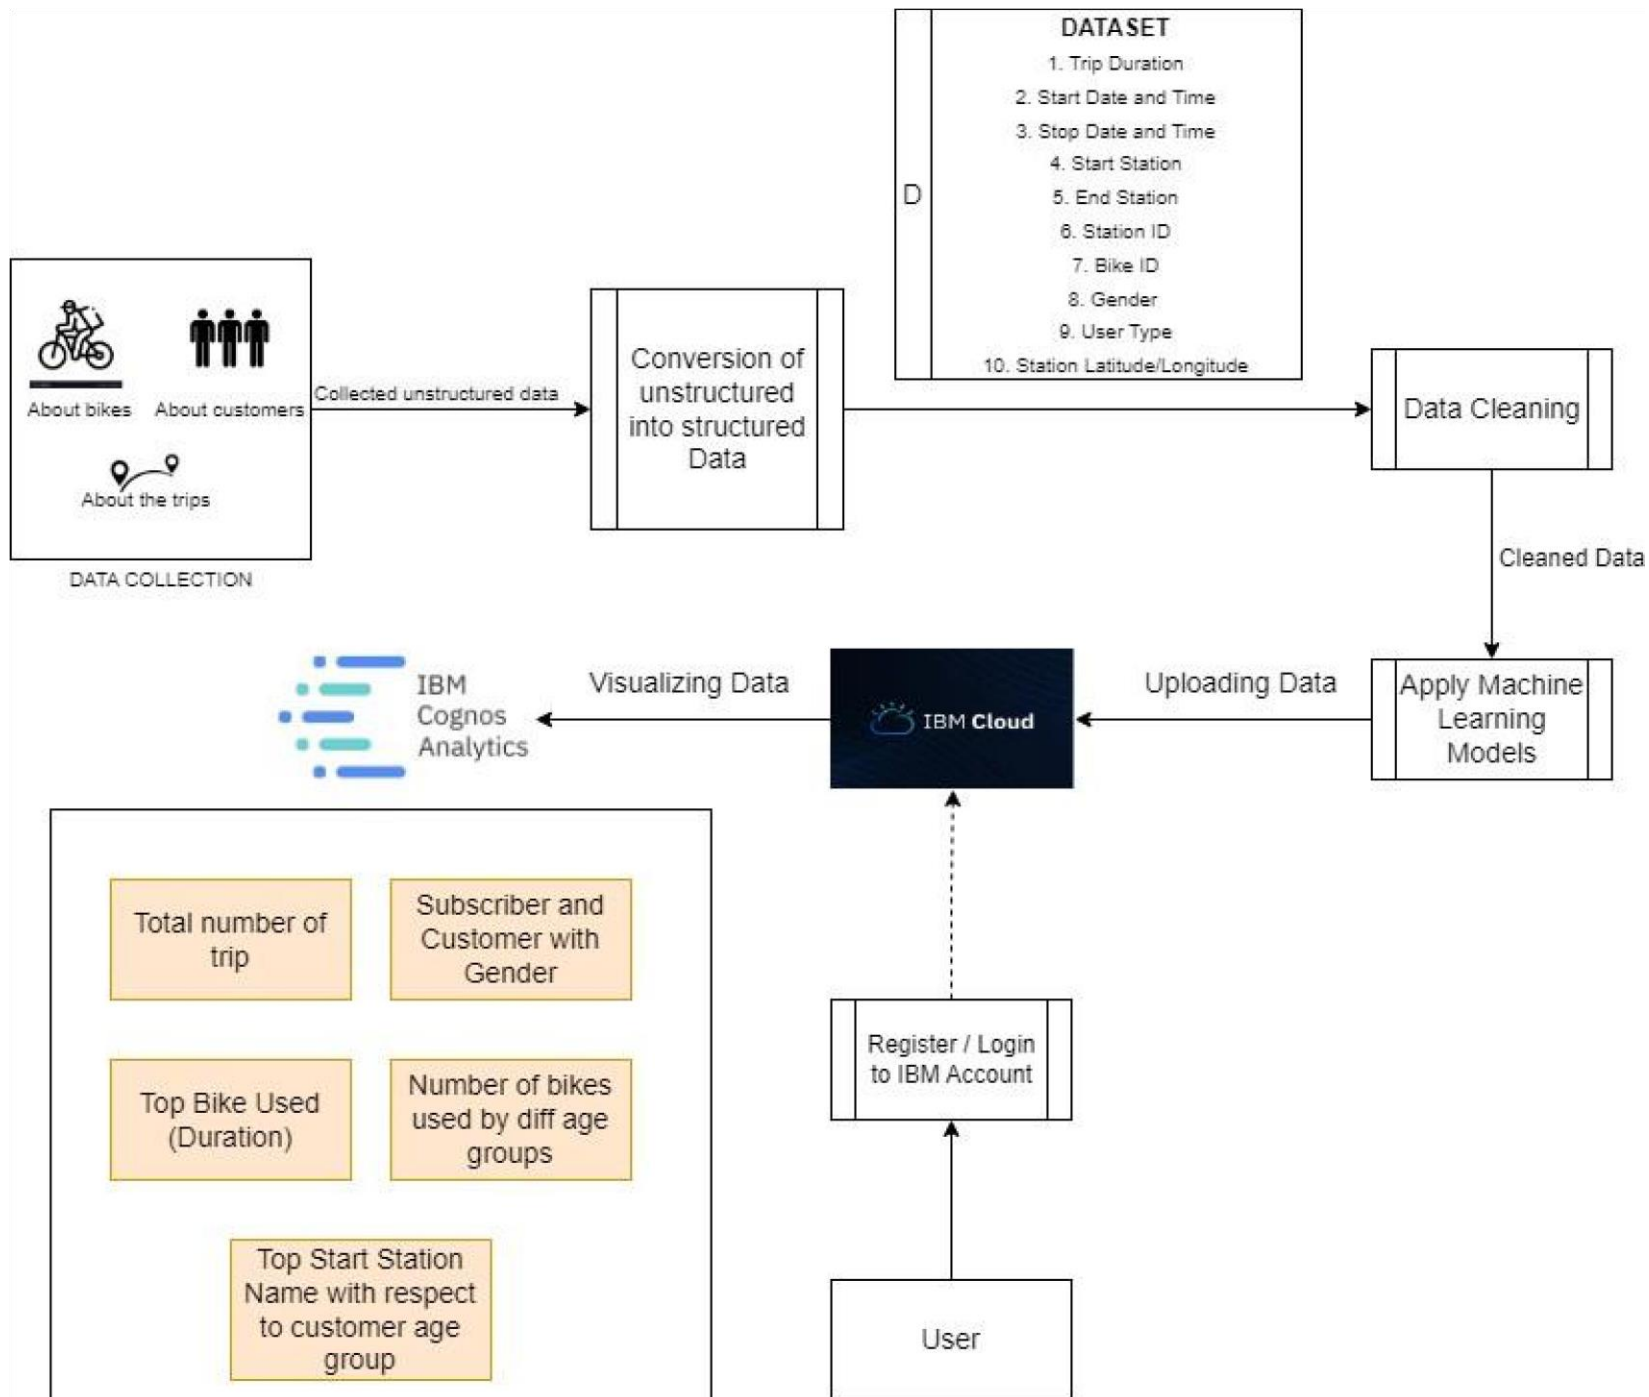 DATASET
1. Trip Duration
2. Start Date and Time
3. Stop Date and Time
4. Start Station
5. End Station
6. Station ID
7. Bike ID
8. Gender
9. User Type
10. Station Latitude/Longitude
D
About bikes
About customers
About the trips
DATA COLLECTION
Collected unstructured data
Conversion of
unstructured
into structured
Data
Data Cleaning
Cleaned Data
Apply Machine
Learning
Models
Uploading Data
IBM Cloud
Visualizing Data
IBM
Cognos
Analytics
Total number of
trip
Subscriber and
Customer with
Gender
Top Bike Used
(Duration)
Number of bikes
used by diff age
groups
Top Start Station
Name with respect
to customer age
group
Register / Login
to IBM Account
User